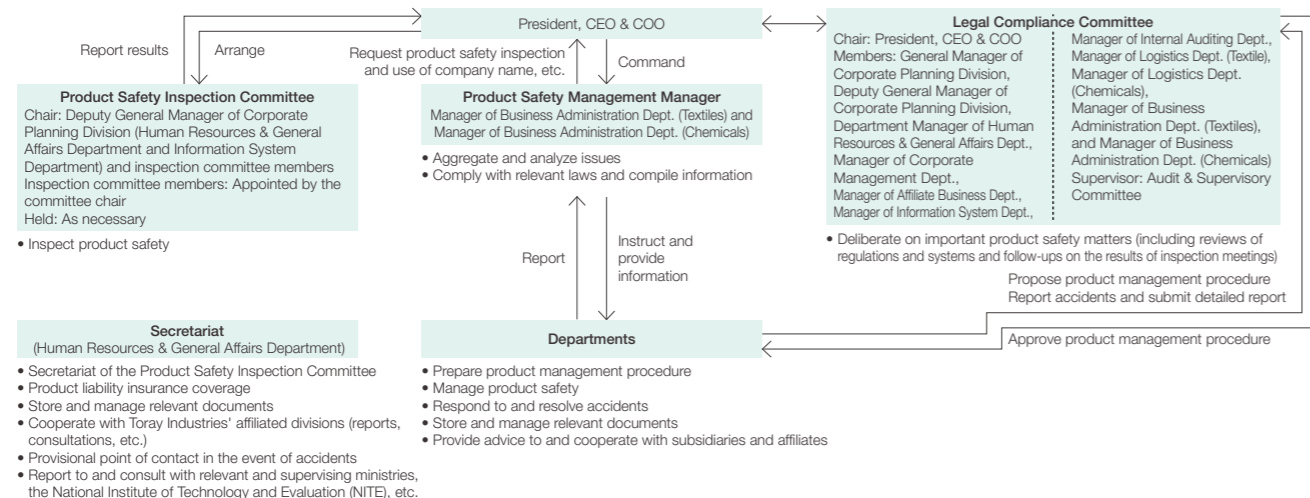 President, CEO & COO
Report results
Arrange
Request product safety inspection
and use of company name, etc.
Command
Product Safety Inspection Committee
Chair: Deputy General Manager of Corporate
Planning Division (Human Resources & General
Affairs Department and Information System
Department) and inspection committee members
Inspection committee members: Appointed by the
committee chair
Held: As necessary
• Inspect product safety
Product Safety Management Manager
Manager of Business Administration Dept. (Textiles) and
Manager of Business Administration Dept. (Chemicals)
• Aggregate and analyze issues
• Comply with relevant laws and compile information
Legal Compliance Committee
Chair: President, CEO & COO
Members: General Manager of
Corporate Planning Division,
Deputy General Manager of
Corporate Planning Division,
Department Manager of Human
Resources & General Affairs Dept.,
Manager of Corporate
Management Dept.,
Manager of Affiliate Business Dept.,
Manager of Information System Dept.,
Manager of Internal Auditing Dept.,
Manager of Logistics Dept. (Textile),
Manager of Logistics Dept.
(Chemicals),
Manager of Business
Administration Dept. (Textiles),
and Manager of Business
Administration Dept. (Chemicals)
Supervisor: Audit & Supervisory
Committee
• Deliberate on important product safety matters (including reviews of
regulations and systems and follow-ups on the results of inspection meetings)
Report
Instruct and
provide
information
Propose product management procedure
Report accidents and submit detailed report
Approve product management procedure
Secretariat
(Human Resources & General Affairs Department)
• Secretariat of the Product Safety Inspection Committee
• Product liability insurance coverage
• Store and manage relevant documents
• Cooperate with Toray Industries' affiliated divisions (reports,
consultations, etc.)
• Provisional point of contact in the event of accidents
• Report to and consult with relevant and supervising ministries,
the National Institute of Technology and Evaluation (NITE), etc.
Departments
• Prepare product management procedure
• Manage product safety
• Respond to and resolve accidents
• Store and manage relevant documents
• Provide advice to and cooperate with subsidiaries and affiliates